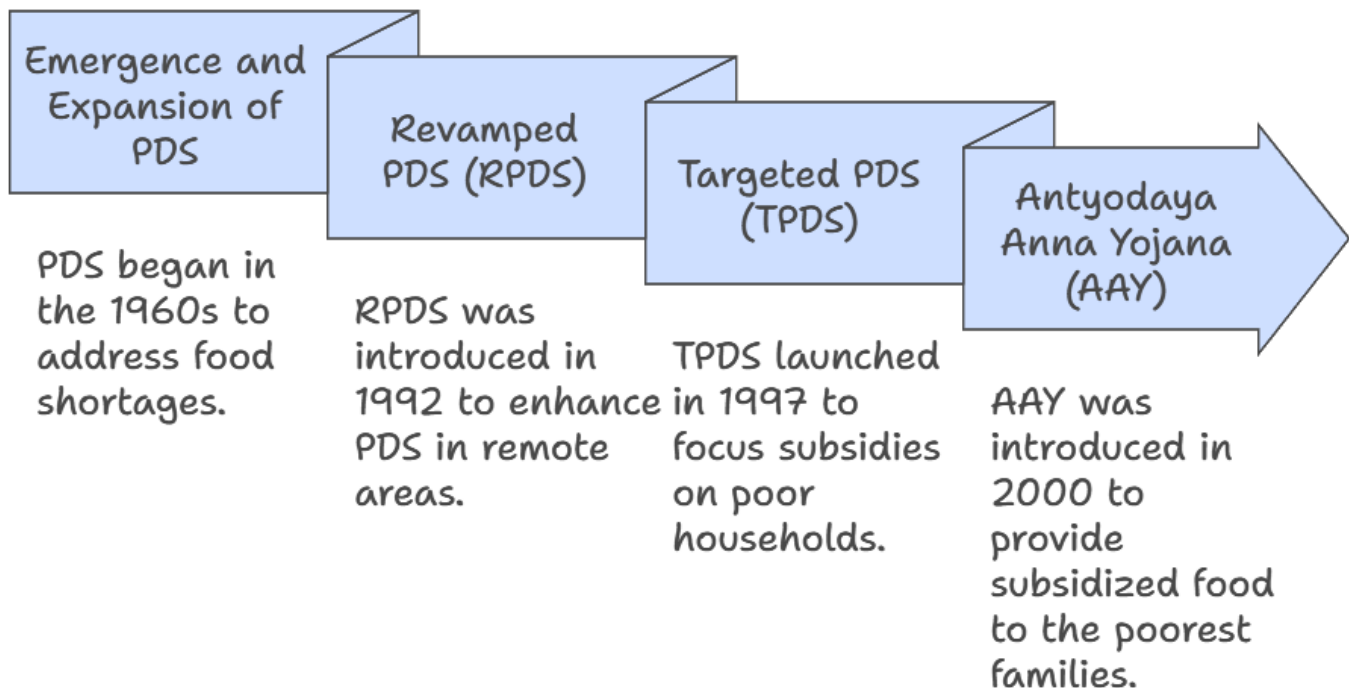 Emergence and
Expansion of
PDS
PDS began in
the 1960s to
address food
shortages.
Revamped
PDS (RPDS)
RPDS was
introduced in
1992 to enhance
PDS in remote
areas.
Targeted PDS
(TPDS)
TPDS launched
in 1997 to
focus subsidies
on poor
households.
Antyodaya
Anna Yojana
(AAY)
AAY was
introduced in
2000 to
provide
subsidized food
to the poorest
families.